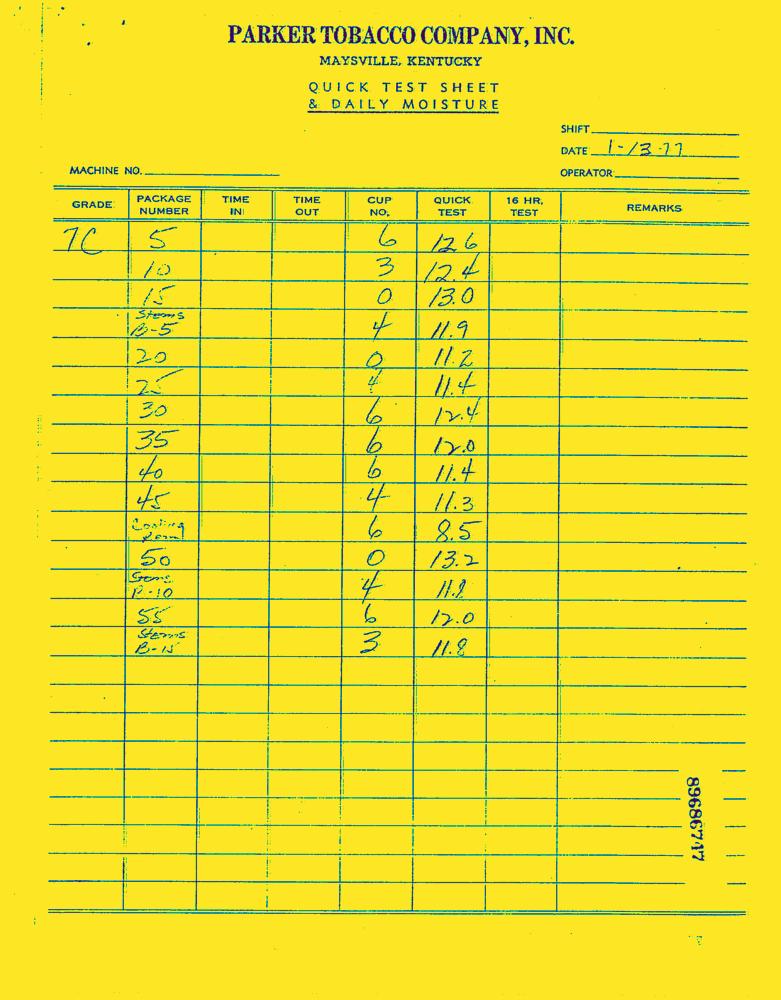 PARKER TOBACCO COMPANY, INC.
MAYSVILLE, KENTUCKY
QUICK TEST SHEET
& DAILY MOISTURE
SHIFT
DATE 1-13-77
MACHINE NO.
OPERATOR
GRADE PACKAGE NUMBER TIME IN TIME OUT CUP NO. QUICK TEST 16 HR. TEST REMARKS
7C 5 6 12.6
10 3 12.4
15 0 13.0
Stems B-5 4 11.9
20 0 11.2
25 4 11.4
30 6 12.4
35 6 12.0
40 6 11.4
45 4 11.3
Cooling Room 6 8.5
50 0 13.2
Stems B-10 4
55 6 12.0
Stems B-15 3 11.8
89686747